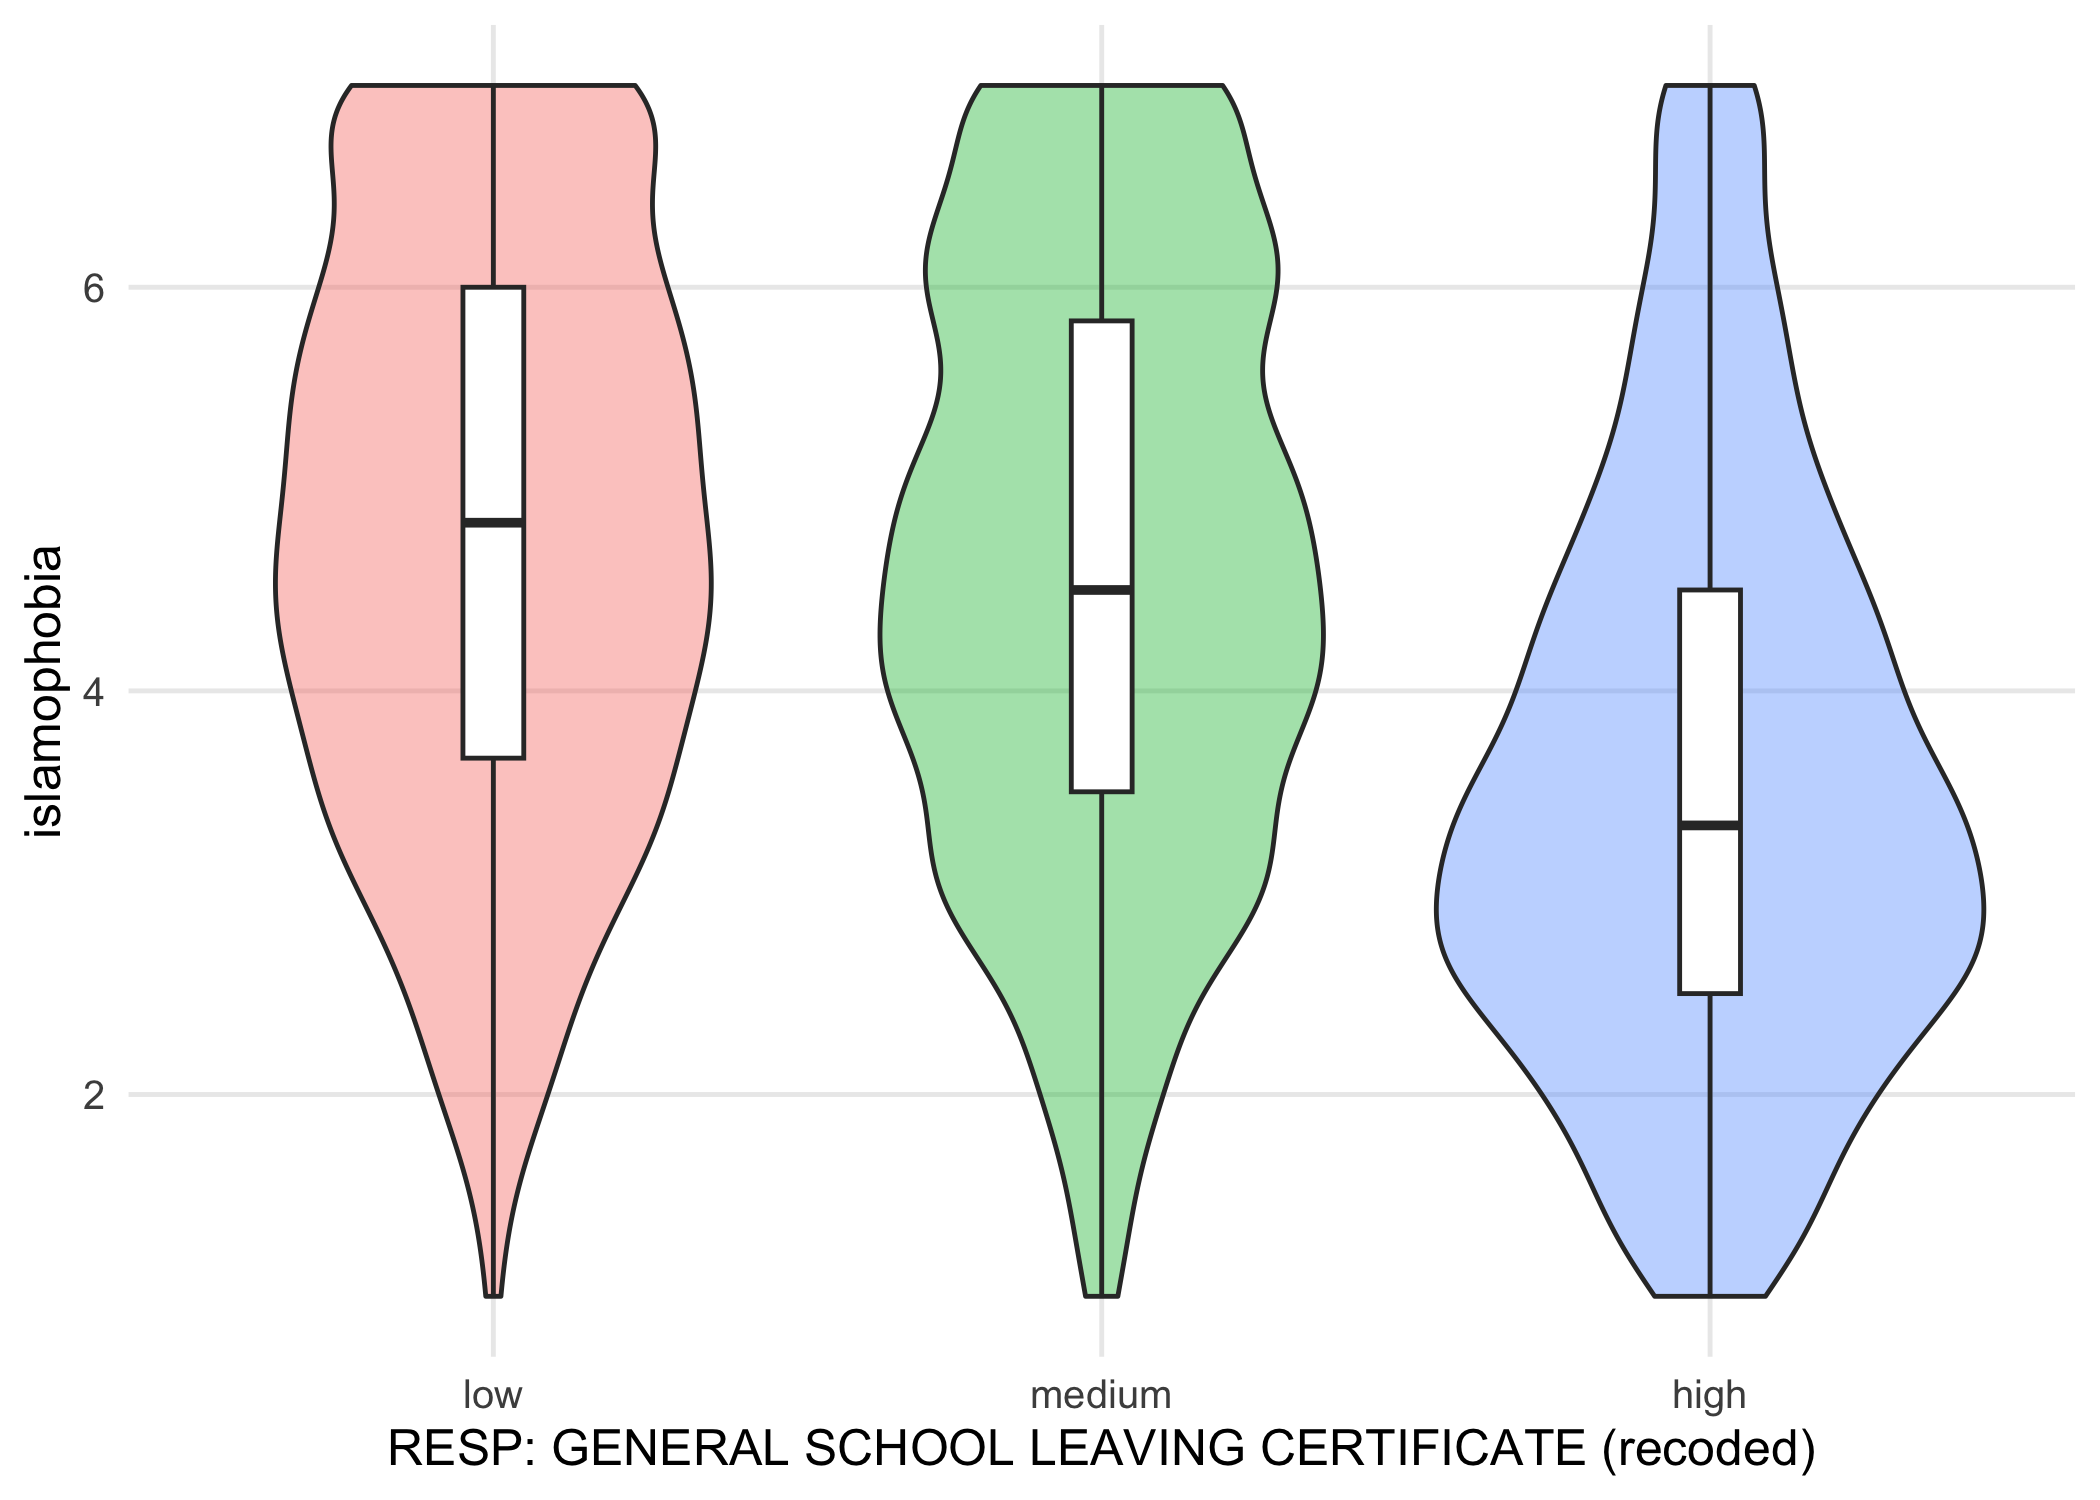 islamophobia
6
4
2
low medium high
RESP: GENERAL SCHOOL LEAVING CERTIFICATE (recoded)